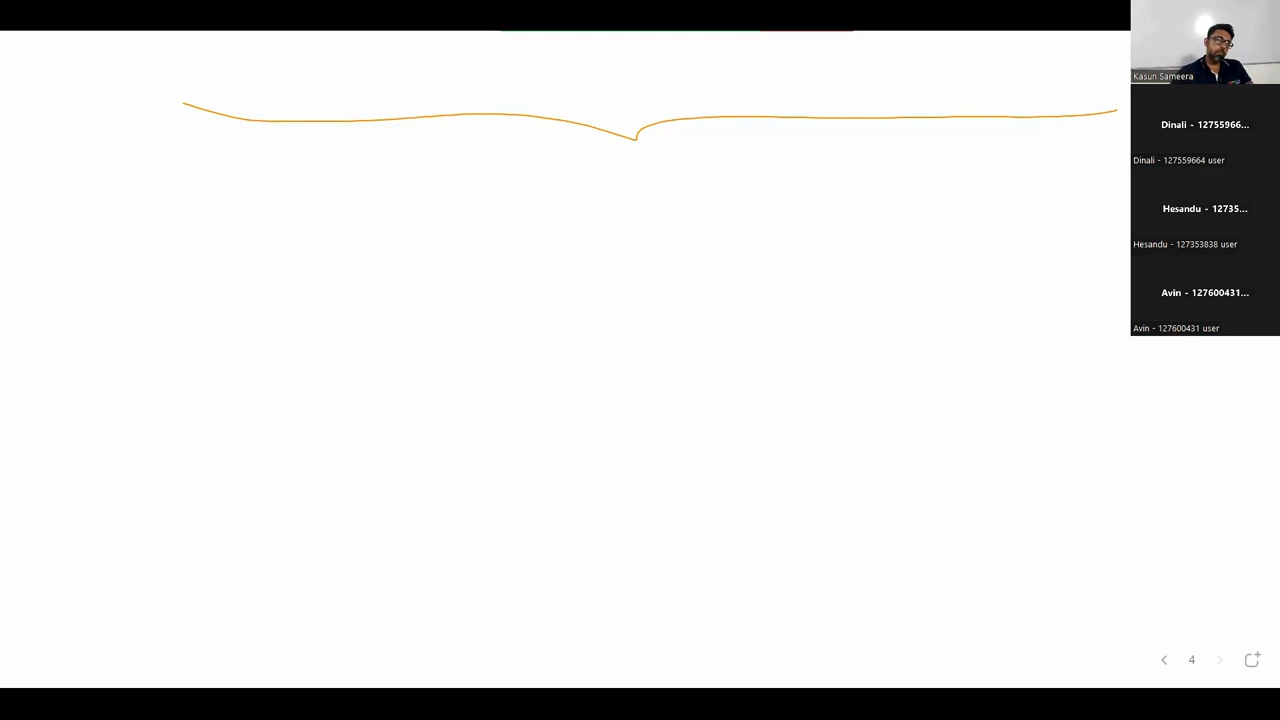 Kasun Sameera
Dinali - 12755966...
Dinali - 127559664 user
Hesandu - 12735...
Hesandu - 127353838 user
Avin - 127600431...
Avin - 127600431 user
4